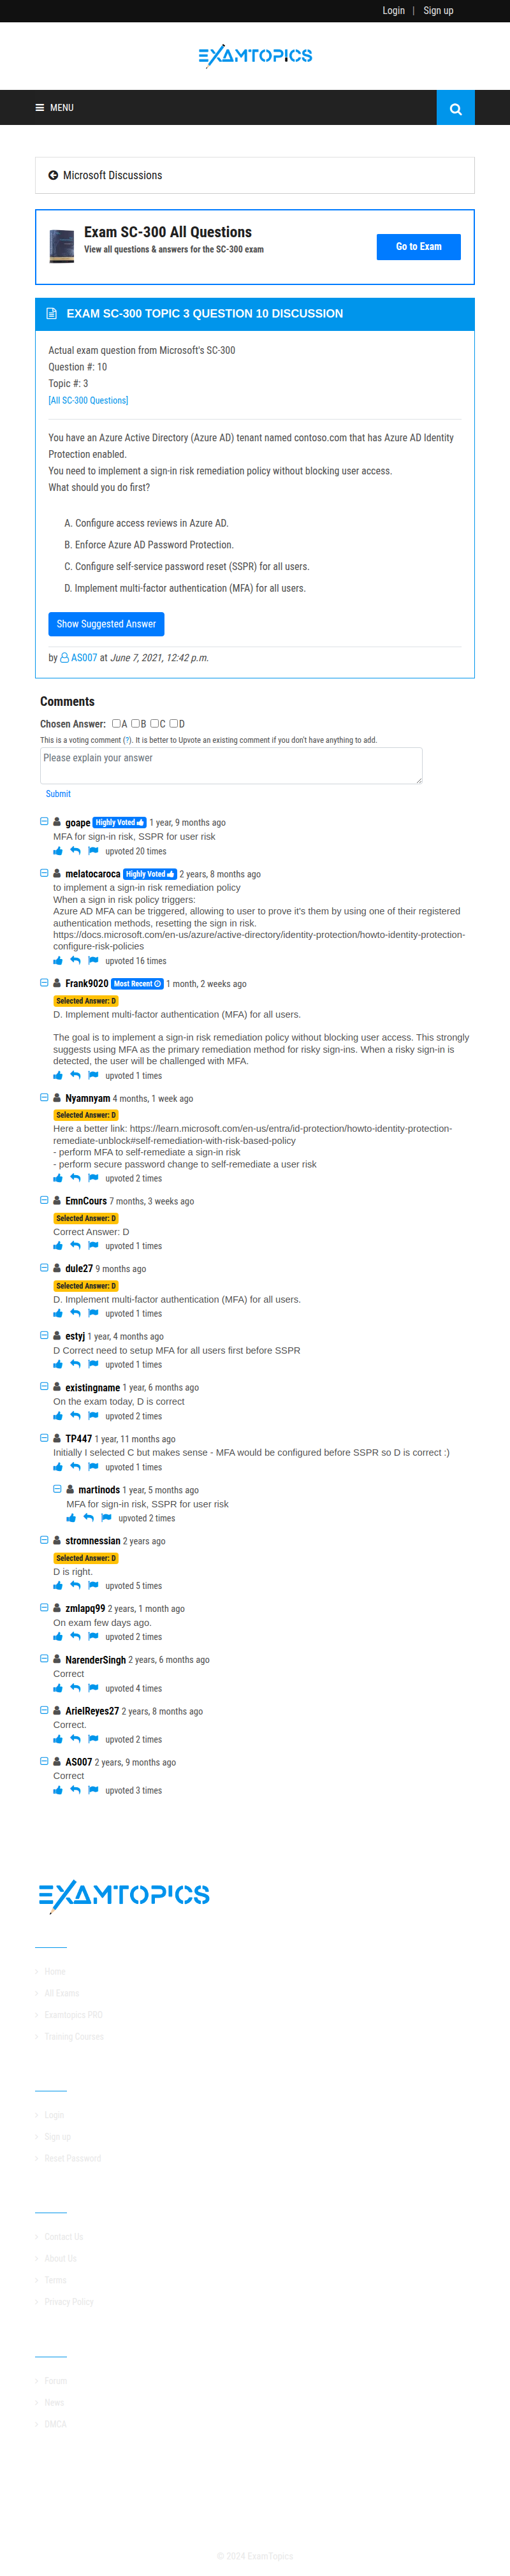 Login | Sign up
EXAMTOPICS
MENU
Microsoft Discussions
Exam SC-300 All Questions
View all questions & answers for the SC-300 exam
Go to Exam
EXAM SC-300 TOPIC 3 QUESTION 10 DISCUSSION
Actual exam question from Microsoft's SC-300
Question #: 10
Topic #: 3
[All SC-300 Questions]
You have an Azure Active Directory (Azure AD) tenant named contoso.com that has Azure AD Identity
Protection enabled.
You need to implement a sign-in risk remediation policy without blocking user access.
What should you do first?
A. Configure access reviews in Azure AD.
B. Enforce Azure AD Password Protection.
C. Configure self-service password reset (SSPR) for all users.
D. Implement multi-factor authentication (MFA) for all users.
Show Suggested Answer
by AS007 at June 7, 2021, 12:42 p.m.
Comments
Chosen Answer: A B C D
This is a voting comment (?). It is better to Upvote an existing comment if you don't have anything to add.
Please explain your answer
Submit
goape Highly Voted 1 year, 9 months ago
MFA for sign-in risk, SSPR for user risk
upvoted 20 times
melatocaroca Highly Voted 2 years, 8 months ago
to implement a sign-in risk remediation policy
When a sign in risk policy triggers:
Azure AD MFA can be triggered, allowing to user to prove it's them by using one of their registered
authentication methods, resetting the sign in risk.
https://docs.microsoft.com/en-us/azure/active-directory/identity-protection/howto-identity-protection-
configure-risk-policies
upvoted 16 times
Frank9020 Most Recent 1 month, 2 weeks ago
Selected Answer: D
D. Implement multi-factor authentication (MFA) for all users.
The goal is to implement a sign-in risk remediation policy without blocking user access. This strongly
suggests using MFA as the primary remediation method for risky sign-ins. When a risky sign-in is
detected, the user will be challenged with MFA.
upvoted 1 times
Nyamnyam 4 months, 1 week ago
Selected Answer: D
Here a better link: https://learn.microsoft.com/en-us/entra/id-protection/howto-identity-protection-
remediate-unblock#self-remediation-with-risk-based-policy
- perform MFA to self-remediate a sign-in risk
- perform secure password change to self-remediate a user risk
upvoted 2 times
EmnCours 7 months, 3 weeks ago
Selected Answer: D
Correct Answer: D
upvoted 1 times
dule27 9 months ago
Selected Answer: D
D. Implement multi-factor authentication (MFA) for all users.
upvoted 1 times
estyj 1 year, 4 months ago
D Correct need to setup MFA for all users first before SSPR
upvoted 1 times
existingname 1 year, 6 months ago
On the exam today, D is correct
upvoted 2 times
TP447 1 year, 11 months ago
Initially I selected C but makes sense - MFA would be configured before SSPR so D is correct :)
upvoted 1 times
martinods 1 year, 5 months ago
MFA for sign-in risk, SSPR for user risk
upvoted 2 times
stromnessian 2 years ago
Selected Answer: D
D is right.
upvoted 5 times
zmlapq99 2 years, 1 month ago
On exam few days ago.
upvoted 2 times
NarenderSingh 2 years, 6 months ago
Correct
upvoted 4 times
ArielReyes27 2 years, 8 months ago
Correct.
upvoted 2 times
AS007 2 years, 9 months ago
Correct
upvoted 3 times
EXAMTOPICS
Home
All Exams
Examtopics PRO
Training Courses
Login
Sign up
Reset Password
Contact Us
About Us
Terms
Privacy Policy
Forum
News
DMCA
© 2024 ExamTopics